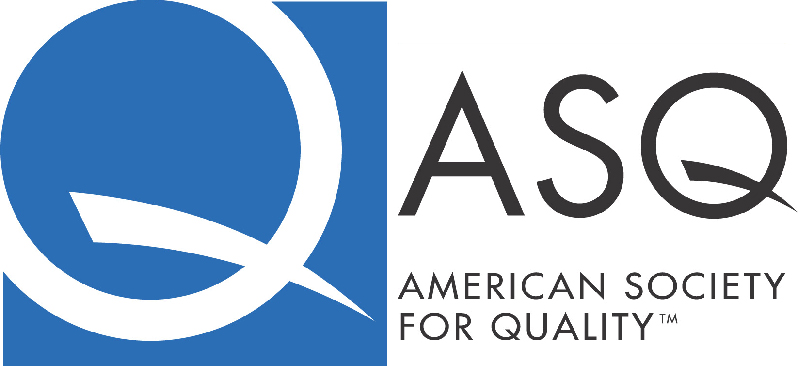 ASQ
AMERICAN SOCIETY
FOR QUALITY™